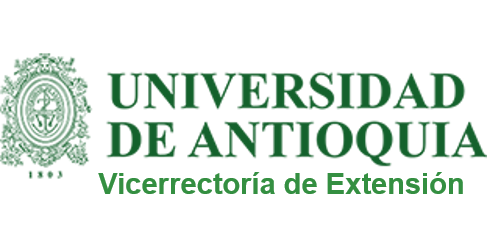 UNIVERSIDAD
DE ANTIOQUIA
1803
Vicerrectoría de Extensión